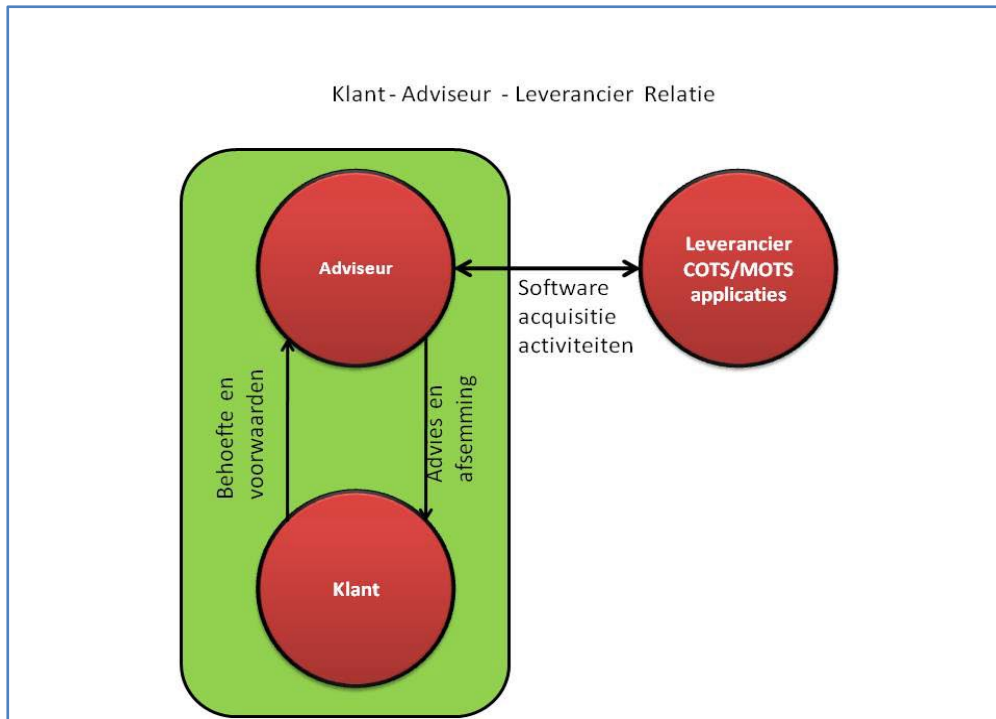 Klant - Adviseur - Leverancier Relatie
Adviseur
Leverancier
COTS/MOTS
applicaties
Software
acquisitie
activiteiten
Behoefte en
voorwaarden
Advies en
afsemming
Klant